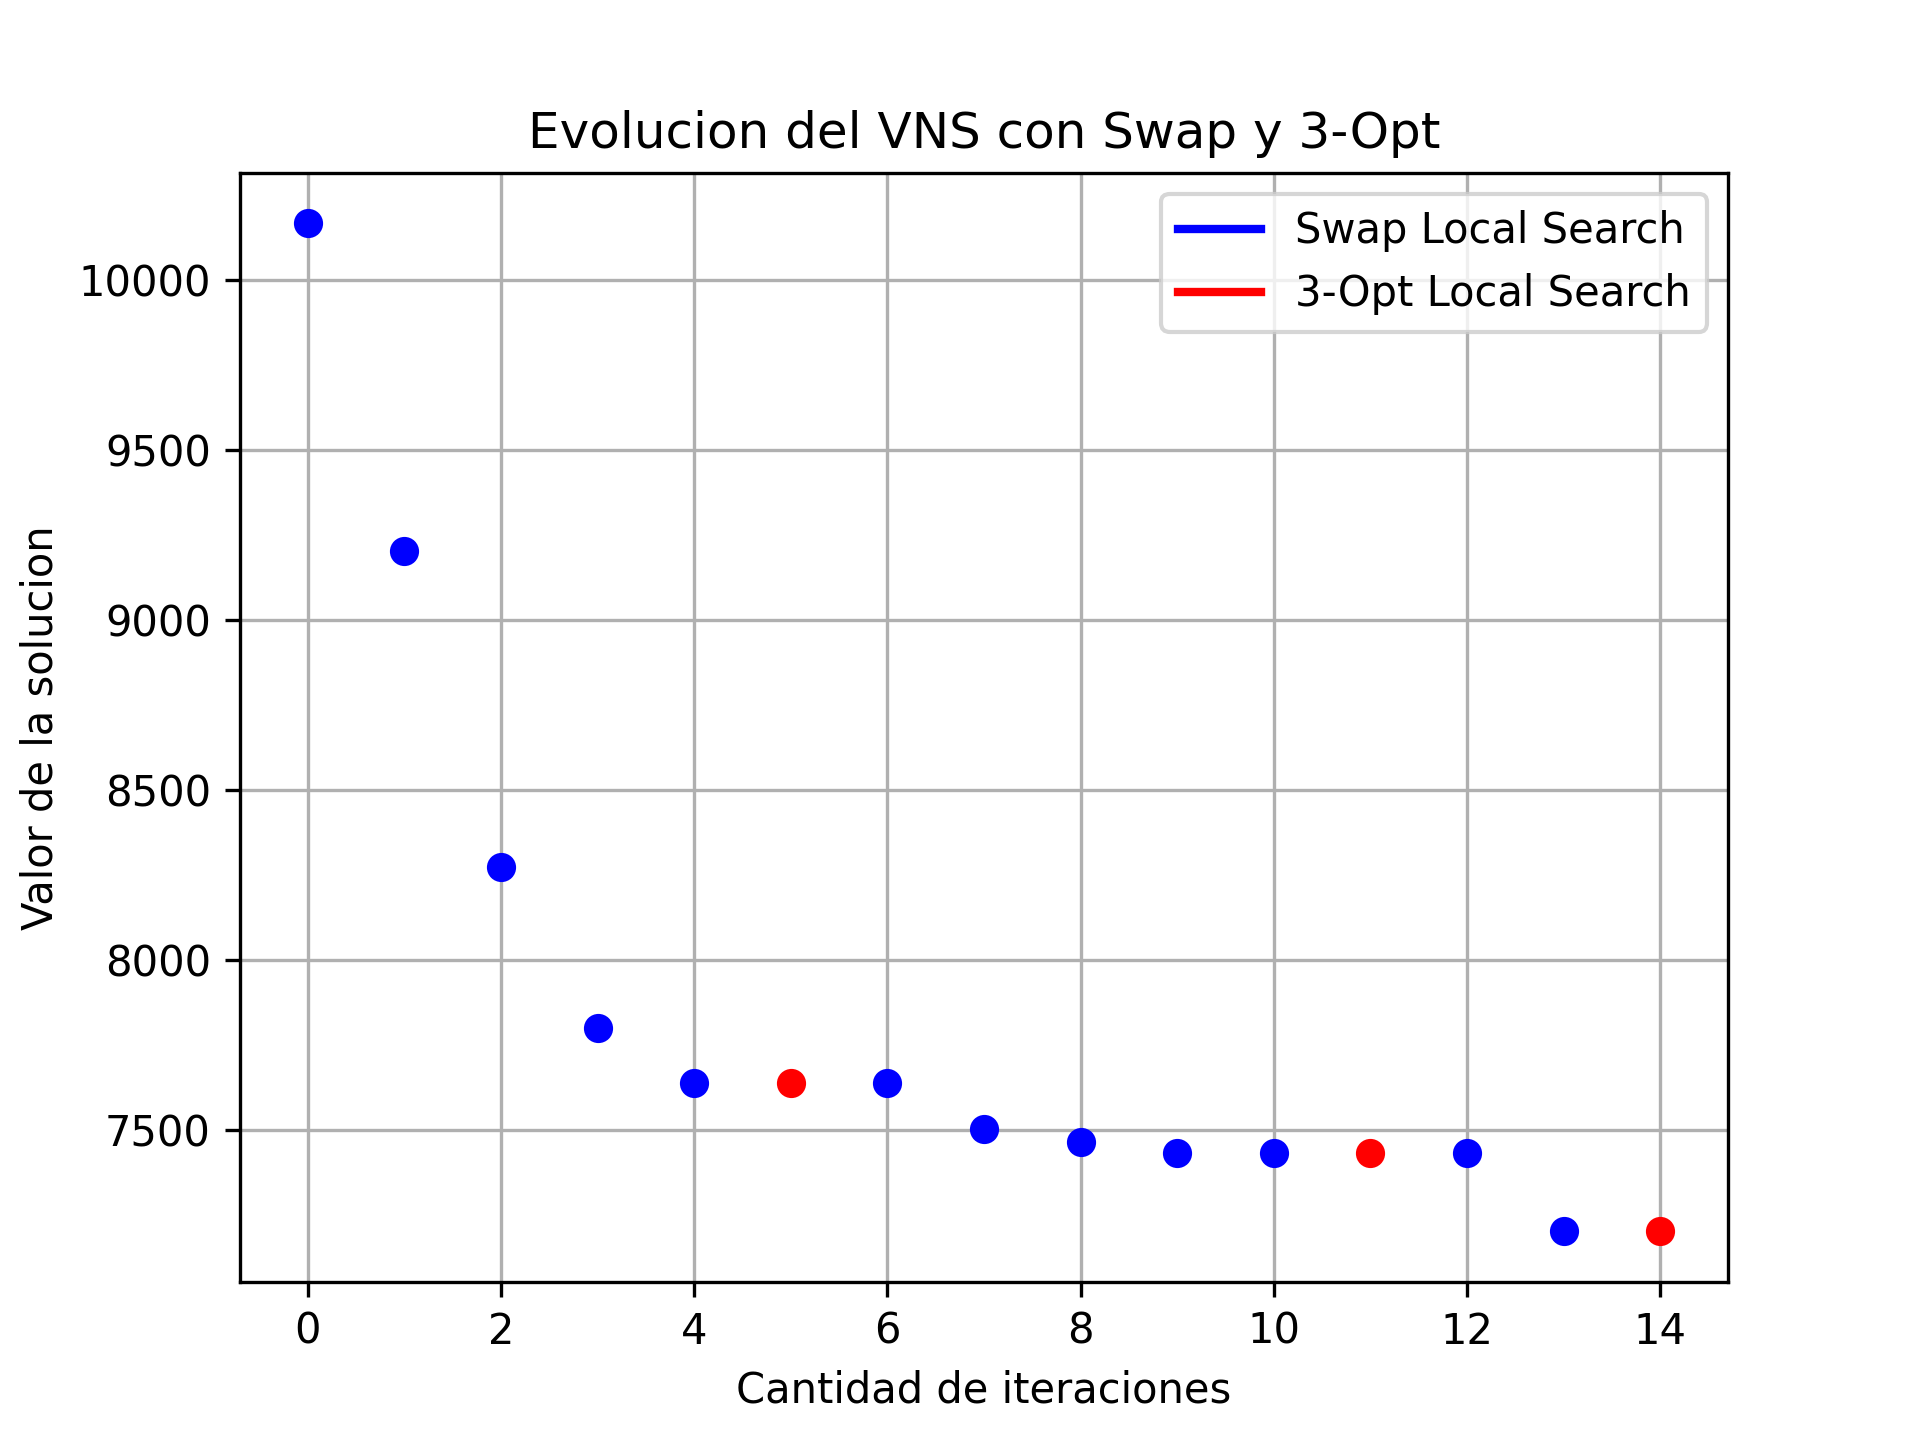 Evolucion del VNS con Swap y 3-Opt
Swap Local Search
3-Opt Local Search
Valor de la solucion
10000
9500
9000
8500
8000
7500
0 2 4 6 8 10 12 14
Cantidad de iteraciones